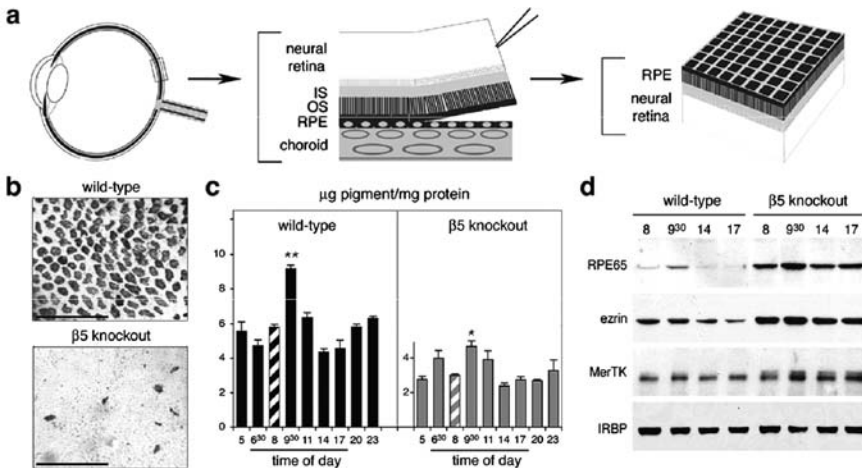 a
neural
retina
IS
OS
RPE
choroid
RPE
neural
retina
b
wild-type
β5 knockout
c
μg pigment/mg protein
wild-type
β5 knockout
10
8
6
4
2
0
**
5 6³⁰ 8 9³⁰ 11 14 17 20 23
time of day
4
2
*
5 6³⁰ 8 9³⁰ 11 14 17 20 23
time of day
d
wild-type β5 knockout
8 9³⁰ 14 17 8 9³⁰ 14 17
RPE65
ezrin
MerTK
IRBP